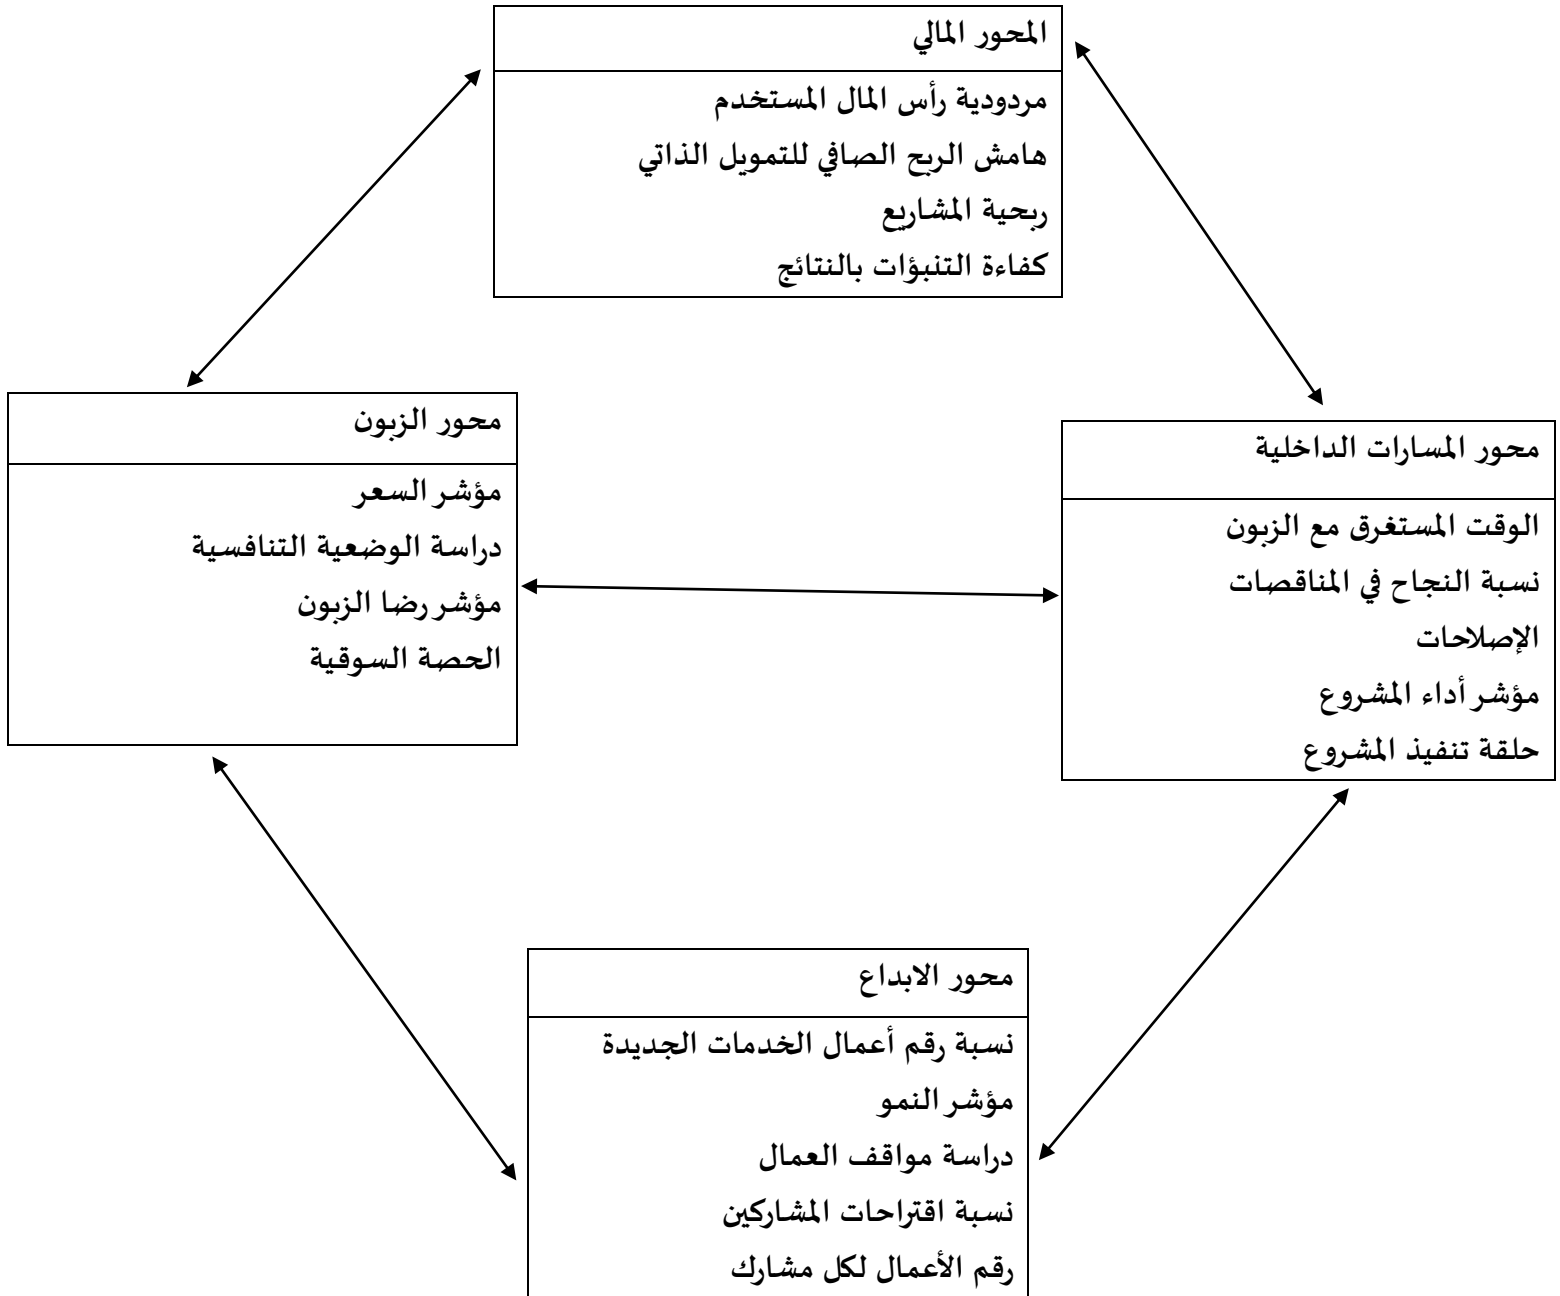 المحور المالي
مردودية رأس المال المستخدم
هامش الربح الصافي للتمويل الذاتي
ربحية المشاريع
كفاءة التنبؤات بالنتائج
محور المسارات الداخلية
الوقت المستغرق مع الزبون
نسبة النجاح في المناقصات
الإصلاحات
مؤشر أداء المشروع
حلقة تنفيذ المشروع
محور الزبون
مؤشر السعر
دراسة الوضعية التنافسية
مؤشر رضا الزبون
الحصة السوقية
محور الابداع
نسبة رقم أعمال الخدمات الجديدة
مؤشر النمو
دراسة مواقف العمال
نسبة اقتراحات المشاركين
رقم الأعمال لكل مشارك